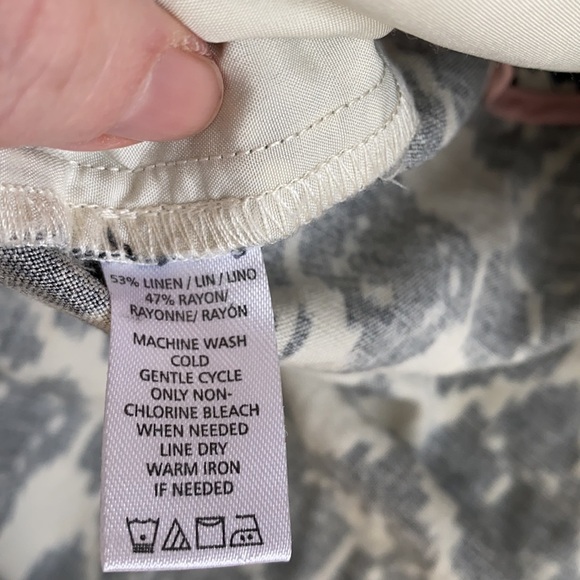 53% LINEN / LIN / LINO
47% RAYON/
RAYONNE/ RAYÓN
MACHINE WASH
COLD
GENTLE CYCLE
ONLY NON-
CHLORINE BLEACH
WHEN NEEDED
LINE DRY
WARM IRON
IF NEEDED